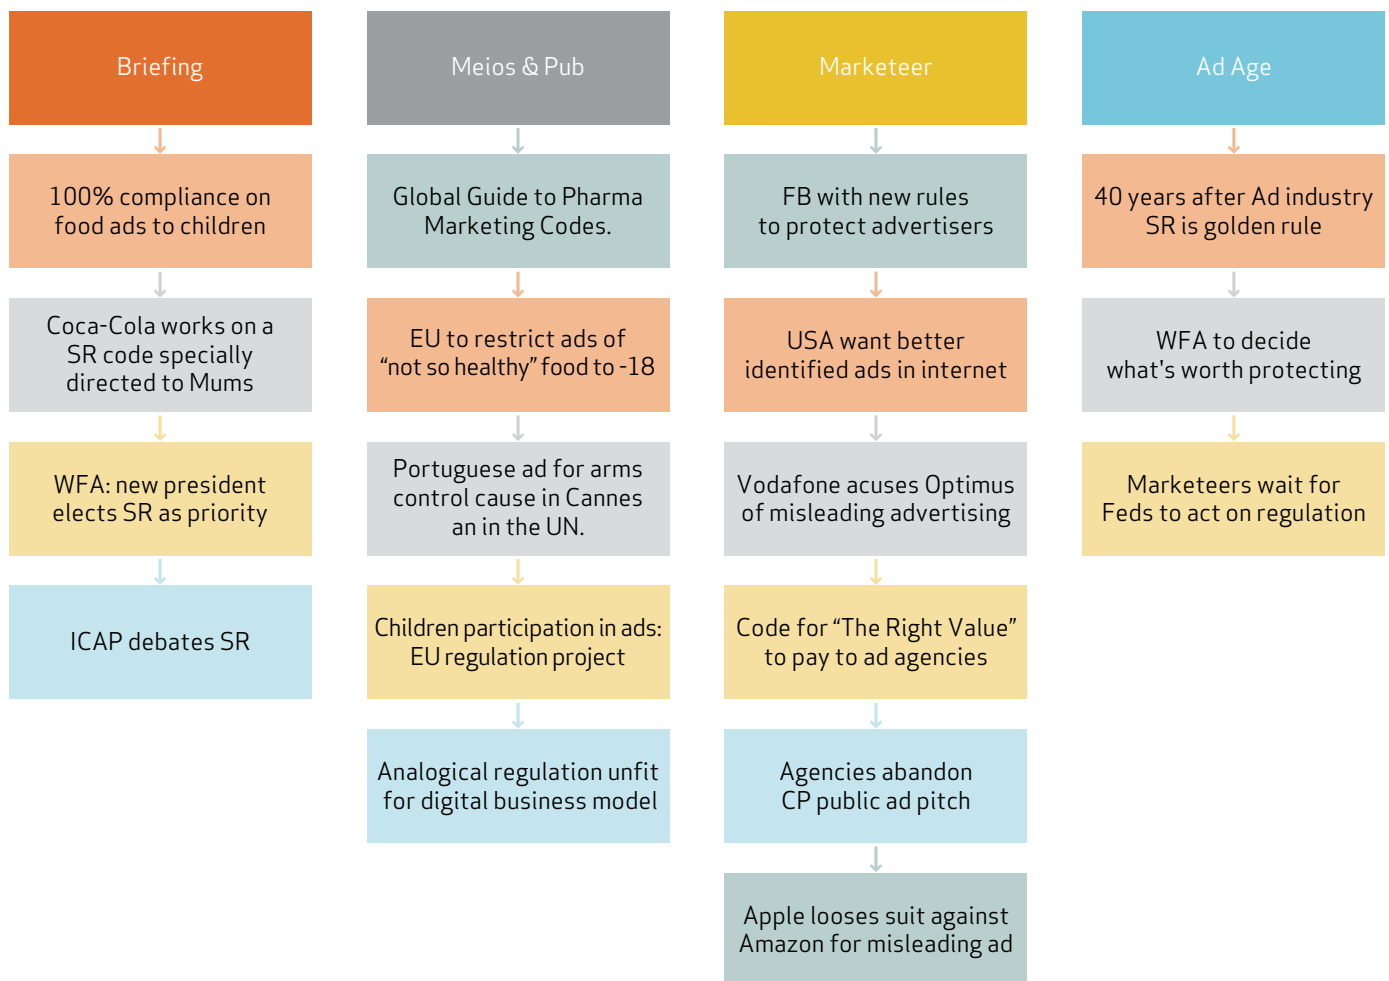 Briefing
100% compliance on
food ads to children
Coca-Cola works on a
SR code specially
directed to Mums
WFA: new president
elects SR as priority
ICAP debates SR
Meios & Pub
Global Guide to Pharma
Marketing Codes.
EU to restrict ads of
“not so healthy” food to -18
Portuguese ad for arms
control cause in Cannes
an in the UN.
Children participation in ads:
EU regulation project
Analogical regulation unfit
for digital business model
Marketeer
FB with new rules
to protect advertisers
USA want better
identified ads in internet
Vodafone acuses Optimus
of misleading advertising
Code for “The Right Value”
to pay to ad agencies
Agencies abandon
CP public ad pitch
Apple looses suit against
Amazon for misleading ad
Ad Age
40 years after Ad industry
SR is golden rule
WFA to decide
what's worth protecting
Marketeers wait for
Feds to act on regulation